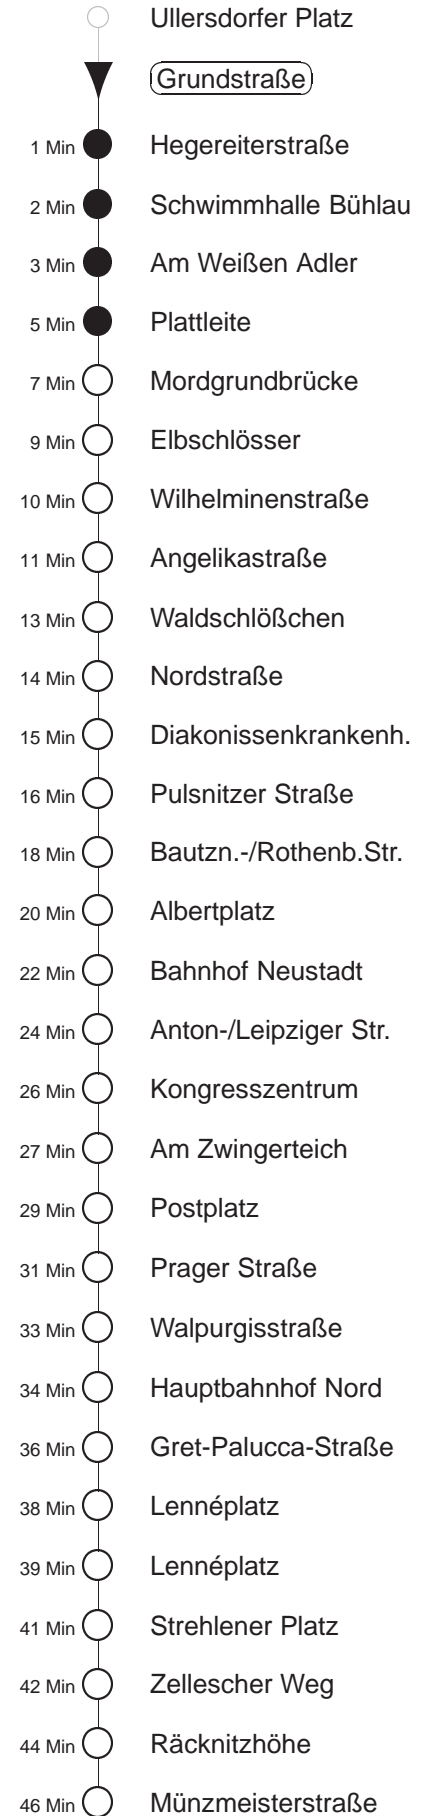 Ullersdorfer Platz
Grundstraße
1 Min Hegereiterstraße
2 Min Schwimmhalle Bühlau
3 Min Am Weißen Adler
5 Min Plattleite
7 Min Mordgrundbrücke
9 Min Elbschlösser
10 Min Wilhelminenstraße
11 Min Angelikastraße
13 Min Waldschlößchen
14 Min Nordstraße
15 Min Diakonissenkrankenh.
16 Min Pulsnitzer Straße
18 Min Bautzn.-/Rothenb.Str.
20 Min Albertplatz
22 Min Bahnhof Neustadt
24 Min Anton-/Leipziger Str.
26 Min Kongresszentrum
27 Min Am Zwingerteich
29 Min Postplatz
31 Min Prager Straße
33 Min Walpurgisstraße
34 Min Hauptbahnhof Nord
36 Min Gret-Palucca-Straße
38 Min Lennéplatz
39 Min Lennéplatz
41 Min Strehlener Platz
42 Min Zellescher Weg
44 Min Räcknitzhöhe
46 Min Münzmeisterstraße